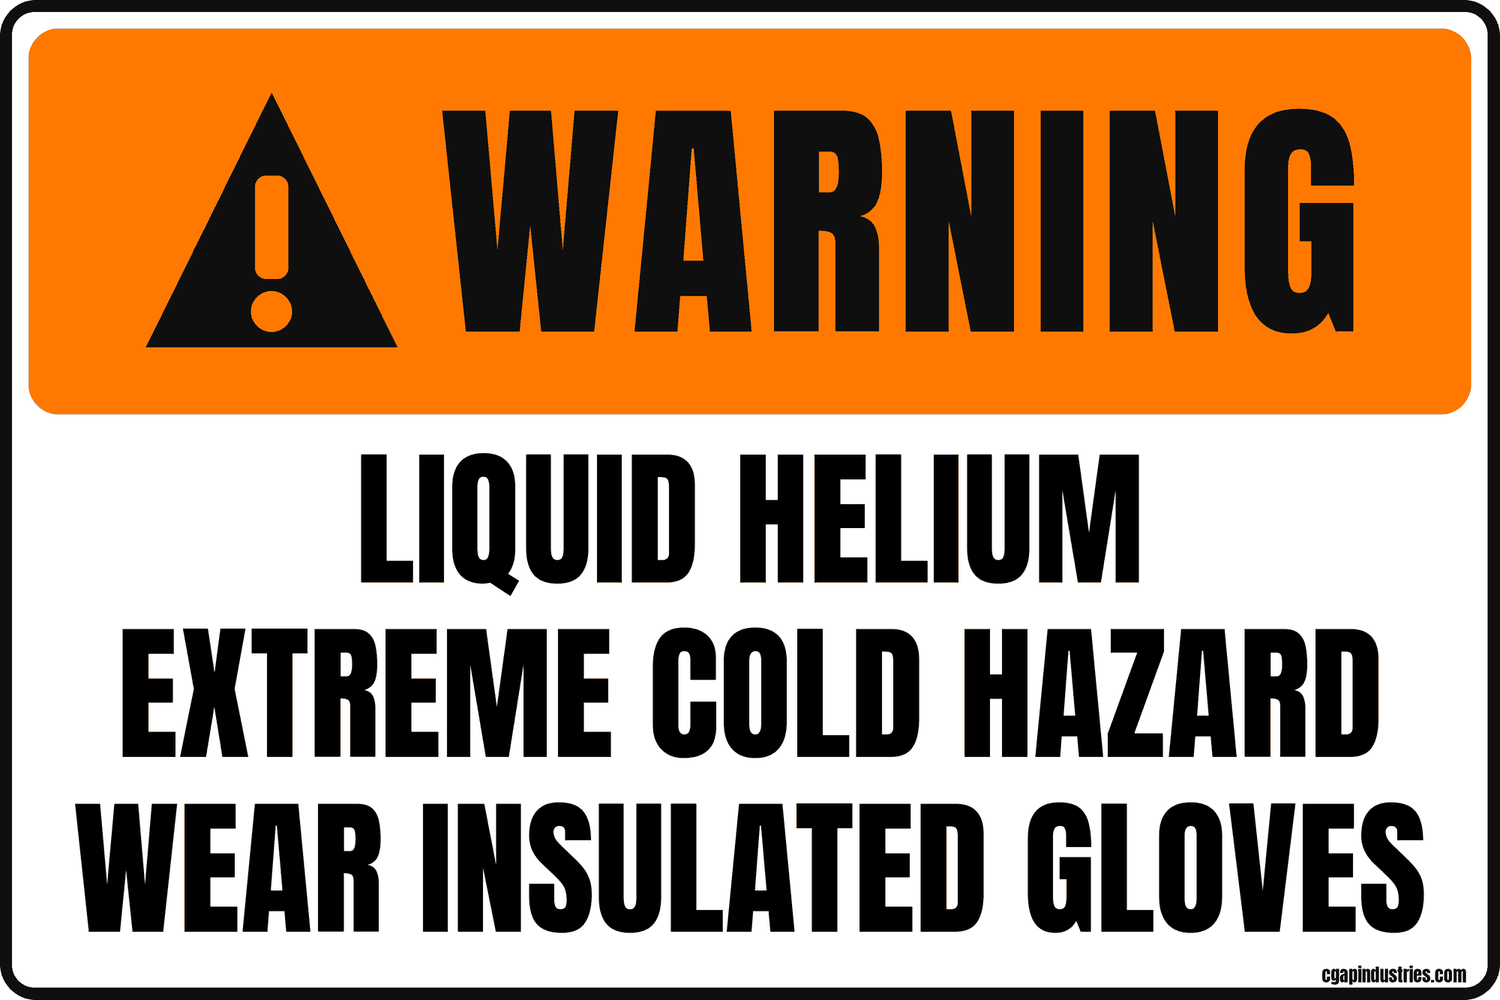 WARNING
LIQUID HELIUM
EXTREME COLD HAZARD
WEAR INSULATED GLOVES
cgapindustries.com